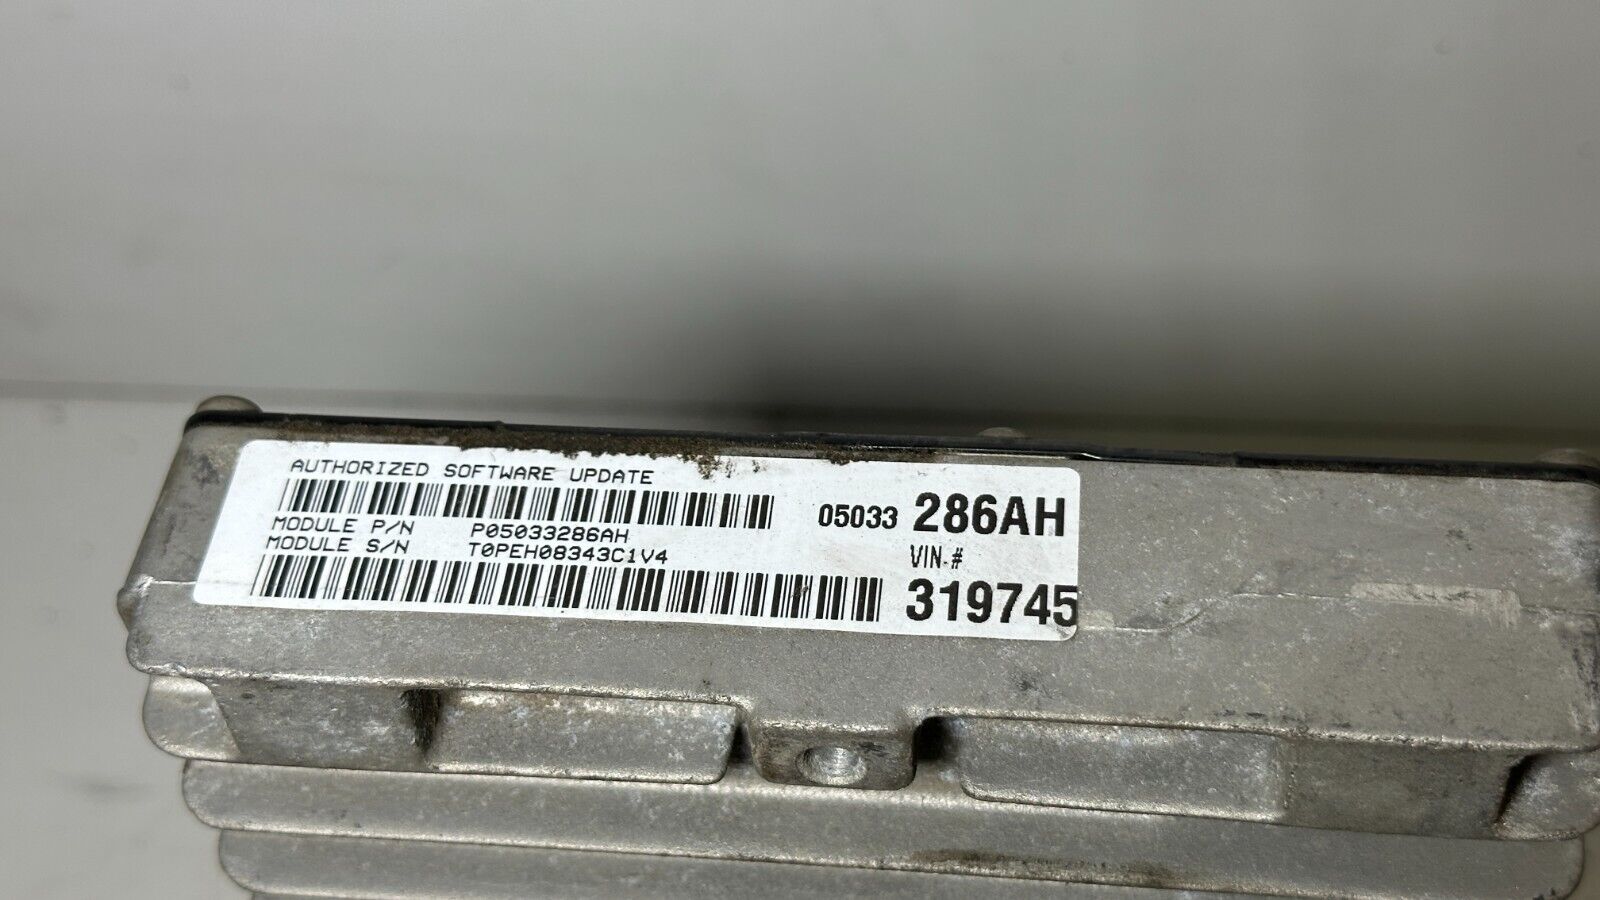 AUTHORIZED SOFTWARE UPDATE
05033 286AH
MODULE P/N P05033286AH
MODULE S/N T0PEH08343C1V4
VIN-#
319745